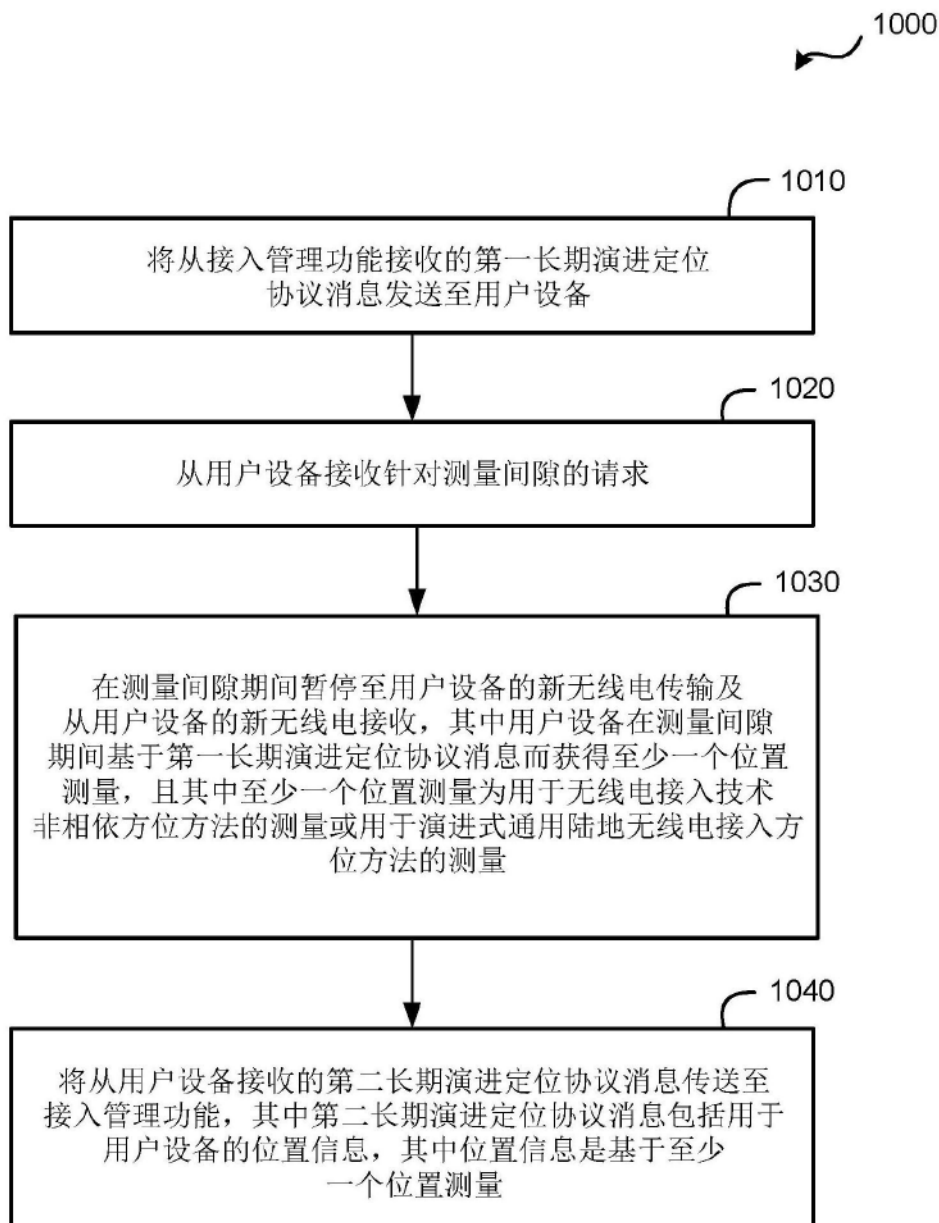 1000
1010
将从接入管理功能接收的第一长期演进定位
协议消息发送至用户设备
1020
从用户设备接收针对测量间隙的请求
1030
在测量间隙期间暂停至用户设备的新无线电传输及
从用户设备的新无线电接收，其中用户设备在测量间隙
期间基于第一长期演进定位协议消息而获得至少一个位置
测量，且其中至少一个位置测量为用于无线电接入技术
非相依方位方法的测量或用于演进式通用陆地无线电接入方
位方法的测量
1040
将从用户设备接收的第二长期演进定位协议消息传送至
接入管理功能，其中第二长期演进定位协议消息包括用于
用户设备的位置信息，其中位置信息是基于至少
一个位置测量